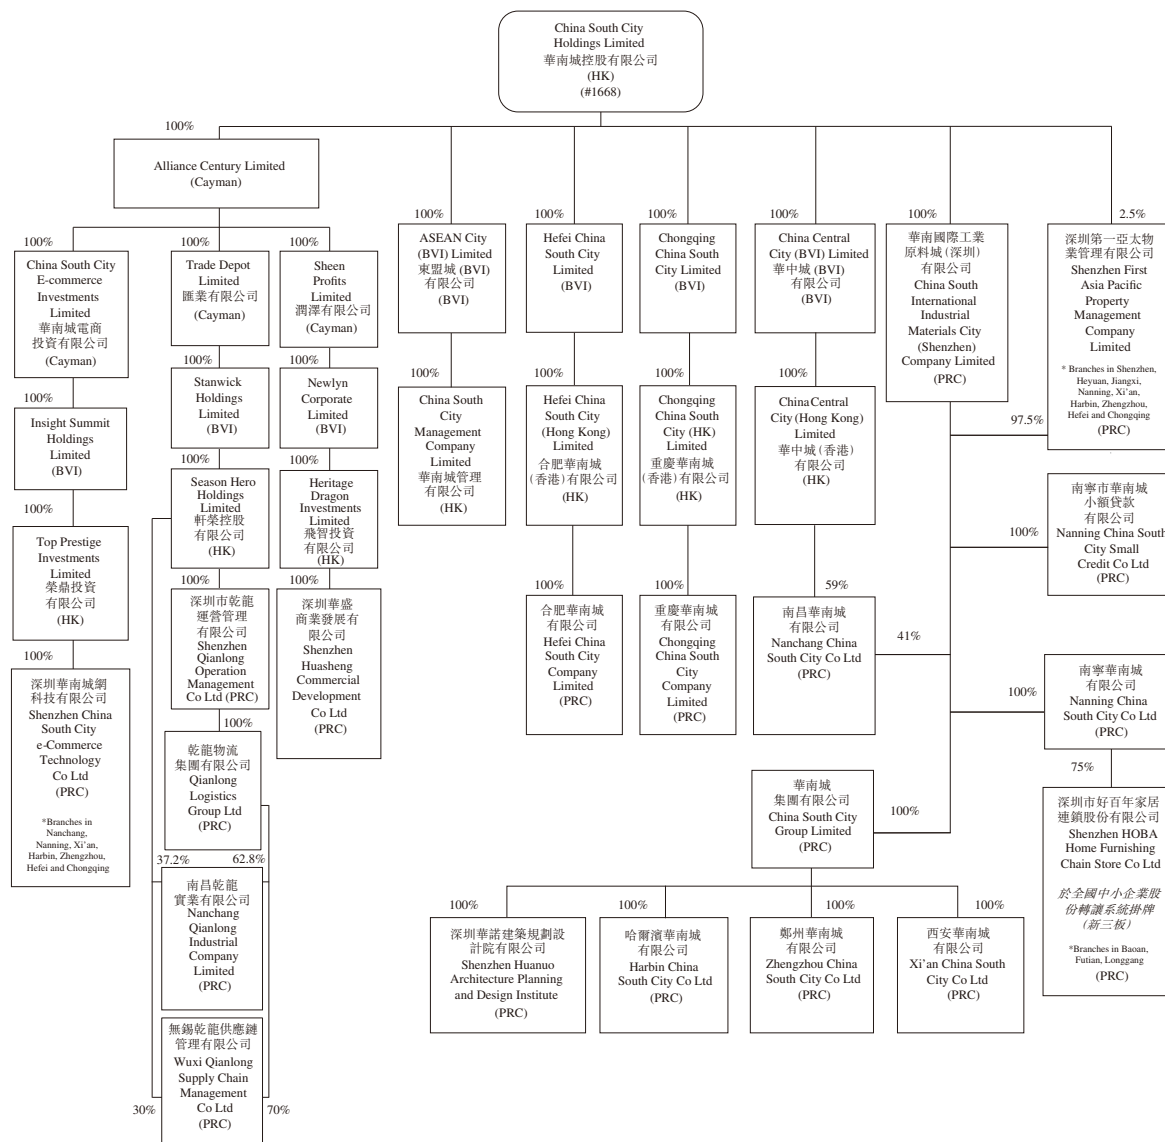 China South City
Holdings Limited
華南城控股有限公司
(HK)
(#1668)
100%
Alliance Century Limited
(Cayman)
100%
China South City
E-commerce
Investments
Limited
華南城電商
投資有限公司
(Cayman)
100%
Insight Summit
Holdings
Limited
(BVI)
100%
Top Prestige
Investments
Limited
榮鼎投資
有限公司
(HK)
100%
深圳華南城網
科技有限公司
Shenzhen China
South City
e-Commerce
Technology
Co Ltd
(PRC)
*Branches in
Nanchang,
Nanning, Xi'an,
Harbin, Zhengzhou,
Hefei and Chongqing
100%
Trade Depot
Limited
匯業有限公司
(Cayman)
100%
Stanwick
Holdings
Limited
(BVI)
100%
Season Hero
Holdings
Limited
軒榮控股
有限公司
(HK)
100%
深圳市乾龍
運營管理
有限公司
Shenzhen
Qianlong
Operation
Management
Co Ltd (PRC)
100%
乾龍物流
集團有限公司
Qianlong
Logistics
Group Ltd
(PRC)
37.2%
62.8%
南昌乾龍
實業有限公司
Nanchang
Qianlong
Industrial
Company
Limited
(PRC)
無錫乾龍供應鏈
管理有限公司
Wuxi Qianlong
Supply Chain
Management
Co Ltd
(PRC)
30%
70%
100%
Sheen
Profits
Limited
潤澤有限公司
(Cayman)
100%
Newlyn
Corporate
Limited
(BVI)
100%
Heritage
Dragon
Investments
Limited
飛智投資
有限公司
(HK)
100%
深圳華盛
商業發展有
限公司
Shenzhen
Huasheng
Commercial
Development
Co Ltd
(PRC)
100%
ASEAN City
(BVI) Limited
東盟城 (BVI)
有限公司
(BVI)
100%
China South
City
Management
Company
Limited
華南城管理
有限公司
(HK)
100%
Hefei China
South City
Limited
(BVI)
100%
Hefei China
South City
(Hong Kong)
Limited
合肥華南城
(香港)有限公司
(HK)
100%
合肥華南城
有限公司
Hefei China
South City
Company
Limited
(PRC)
100%
Chongqing
China South
City Limited
(BVI)
100%
Chongqing
China South
City (HK)
Limited
重慶華南城
(香港)有限公司
(HK)
100%
重慶華南城
有限公司
Chongqing
China South
City
Company
Limited
(PRC)
100%
China Central
City (BVI) Limited
華中城 (BVI)
有限公司
(BVI)
100%
China Central
City (Hong Kong)
Limited
華中城(香港)
有限公司
(HK)
59%
南昌華南城
有限公司
Nanchang China
South City Co Ltd
(PRC)
41%
100%
華南國際工業
原料城(深圳)
有限公司
China South
International
Industrial
Materials City
(Shenzhen)
Company Limited
(PRC)
2.5%
深圳第一亞太物
業管理有限公司
Shenzhen First
Asia Pacific
Property
Management
Company
Limited
* Branches in Shenzhen,
Heyuan, Jiangxi,
Nanning, Xi'an,
Harbin, Zhengzhou,
Hefei and Chongqing
(PRC)
97.5%
100%
南寧市華南城
小額貸款
有限公司
Nanning China South
City Small
Credit Co Ltd
(PRC)
100%
南寧華南城
有限公司
Nanning China
South City Co Ltd
(PRC)
75%
深圳市好百年家居
連鎖股份有限公司
Shenzhen HOBA
Home Furnishing
Chain Store Co Ltd
於全國中小企業股
份轉讓系統掛牌
(新三板)
*Branches in Baoan,
Futian, Longgang
(PRC)
華南城
集團有限公司
China South City
Group Limited
(PRC)
100%
100%
深圳華諾建築規劃設
計院有限公司
Shenzhen Huanuo
Architecture Planning
and Design Institute
(PRC)
100%
哈爾濱華南城
有限公司
Harbin China
South City Co Ltd
(PRC)
100%
鄭州華南城
有限公司
Zhengzhou China
South City Co Ltd
(PRC)
100%
西安華南城
有限公司
Xi'an China South
City Co Ltd
(PRC)